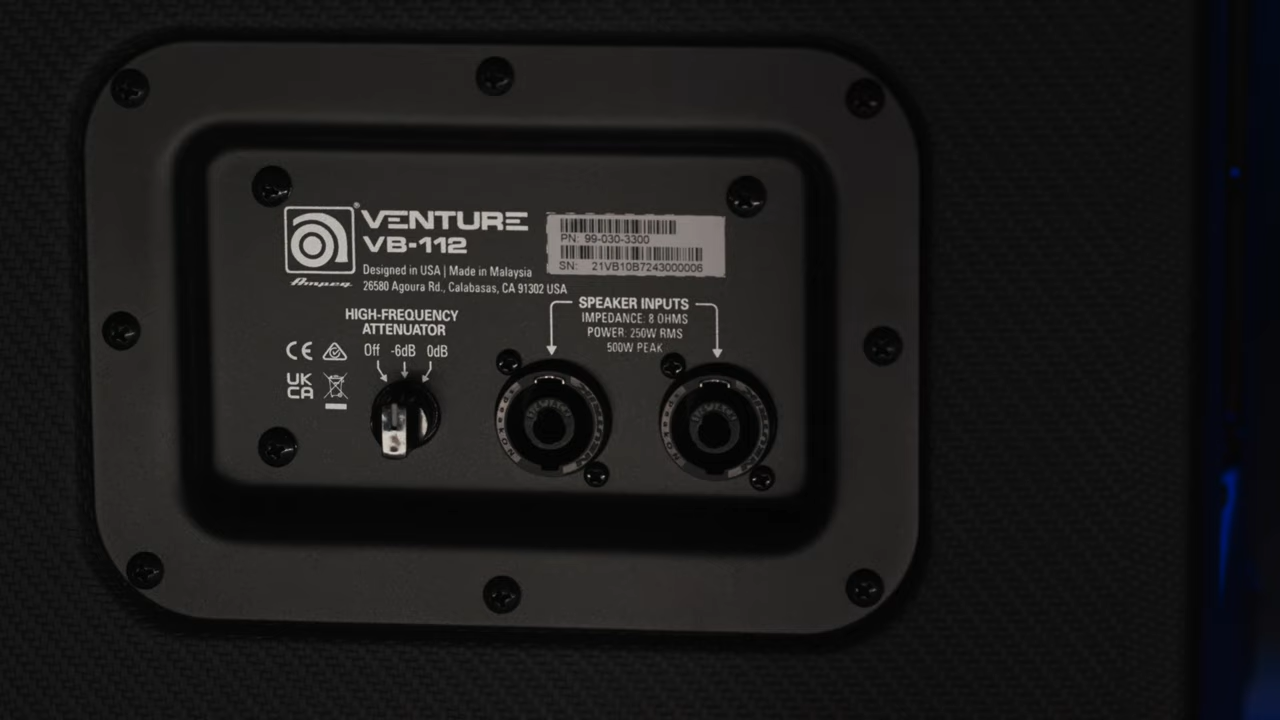 ® VENTURE
VB-112
Ampeg
Designed in USA | Made in Malaysia
26580 Agoura Rd., Calabasas, CA 91302 USA
PN: 99-030-3300
SN: 21VB10B7243000006
SPEAKER INPUTS
IMPEDANCE: 8 OHMS
POWER: 250W RMS
500W PEAK
HIGH-FREQUENCY
ATTENUATOR
Off -6dB 0dB
CE
UK
CA